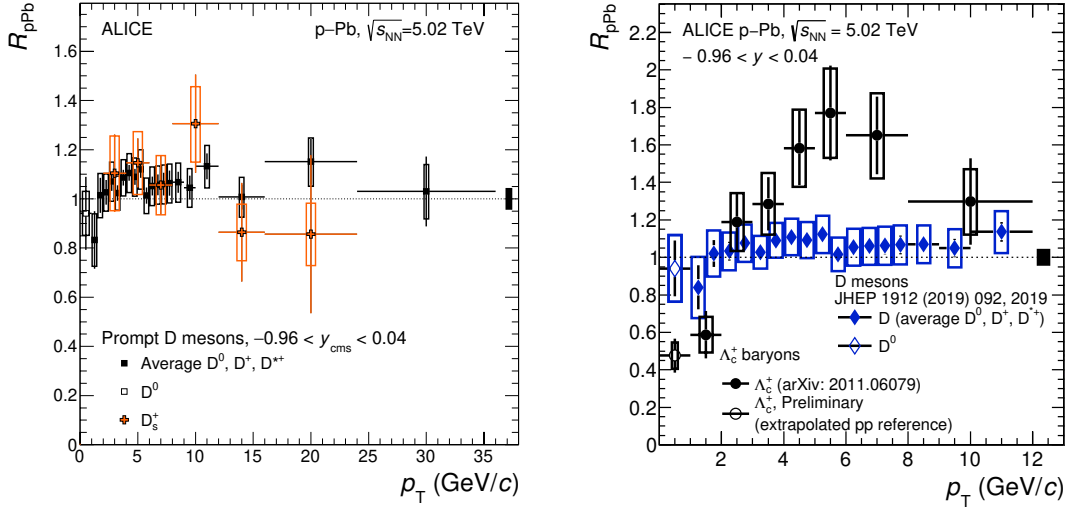 R_pPb
1.6
1.4
1.2
1
0.8
0.6
0.4
0.2
0
ALICE
p–Pb, √s_NN=5.02 TeV
Prompt D mesons, −0.96 < y_cms < 0.04
Average D⁰, D⁺, D*⁺
D⁰
D_s⁺
0 5 10 15 20 25 30 35
p_T (GeV/c)
R_pPb
2.2
2
1.8
1.6
1.4
1.2
1
0.8
0.6
0.4
0.2
0
ALICE p–Pb, √s_NN = 5.02 TeV
− 0.96 < y < 0.04
D mesons
JHEP 1912 (2019) 092, 2019
D (average D⁰, D⁺, D*⁺)
D⁰
Λ_c⁺ baryons
Λ_c⁺ (arXiv: 2011.06079)
Λ_c⁺, Preliminary
(extrapolated pp reference)
2 4 6 8 10 12
p_T (GeV/c)